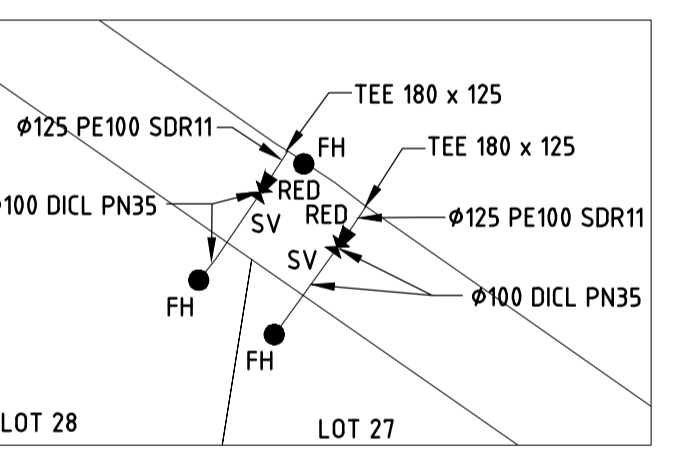 TEE 180 x 125
Ø125 PE100 SDR11
FH
TEE 180 x 125
RED
100 DICL PN35
RED
SV
Ø125 PE100 SDR11
SV
Ø100 DICL PN35
FH
FH
LOT 28
LOT 27